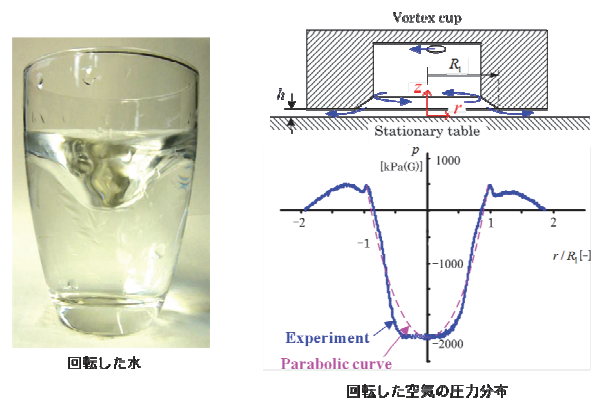 Vortex cup
R₁
h
z
r
Stationary table
p
[kPa(G)]
1000
-2
-1
1
2
r/R₁[-]
-1000
-2000
Experiment
Parabolic curve
回転した水
回転した空気の圧力分布